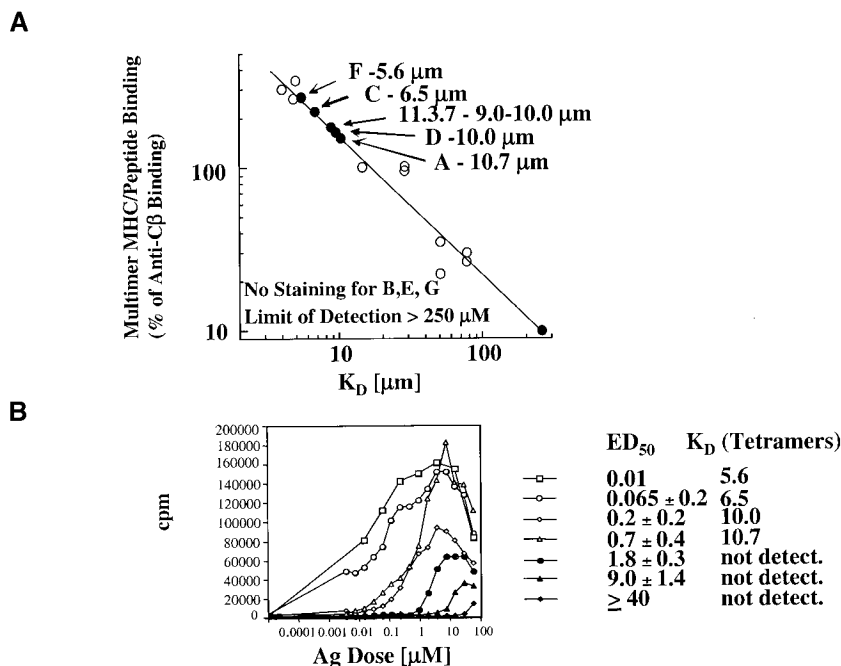 A
Multimer MHC/Peptide Binding
(% of Anti-Cβ Binding)
100
10
F -5.6 μm
C - 6.5 μm
11.3.7 - 9.0-10.0 μm
D -10.0 μm
A - 10.7 μm
No Staining for B,E, G
Limit of Detection > 250 μM
10
100
K_D [μm]
B
cpm
200000
180000
160000
140000
120000
100000
80000
60000
40000
20000
0
0.0001 0.001 0.01 0.1 1 10 100
Ag Dose [μM]
ED50 K_D (Tetramers)
0.01 5.6
0.065 ± 0.2 6.5
0.2 ± 0.2 10.0
0.7 ± 0.4 10.7
1.8 ± 0.3 not detect.
9.0 ± 1.4 not detect.
≥ 40 not detect.